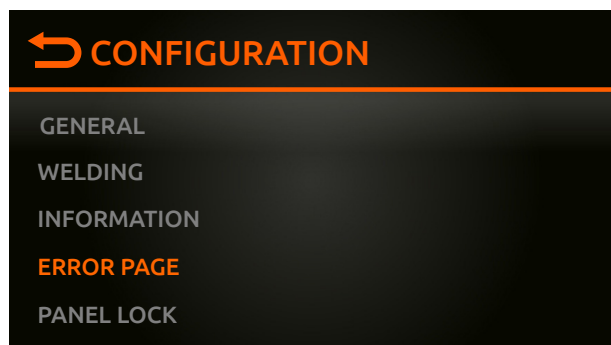 CONFIGURATION
GENERAL
WELDING
INFORMATION
ERROR PAGE
PANEL LOCK